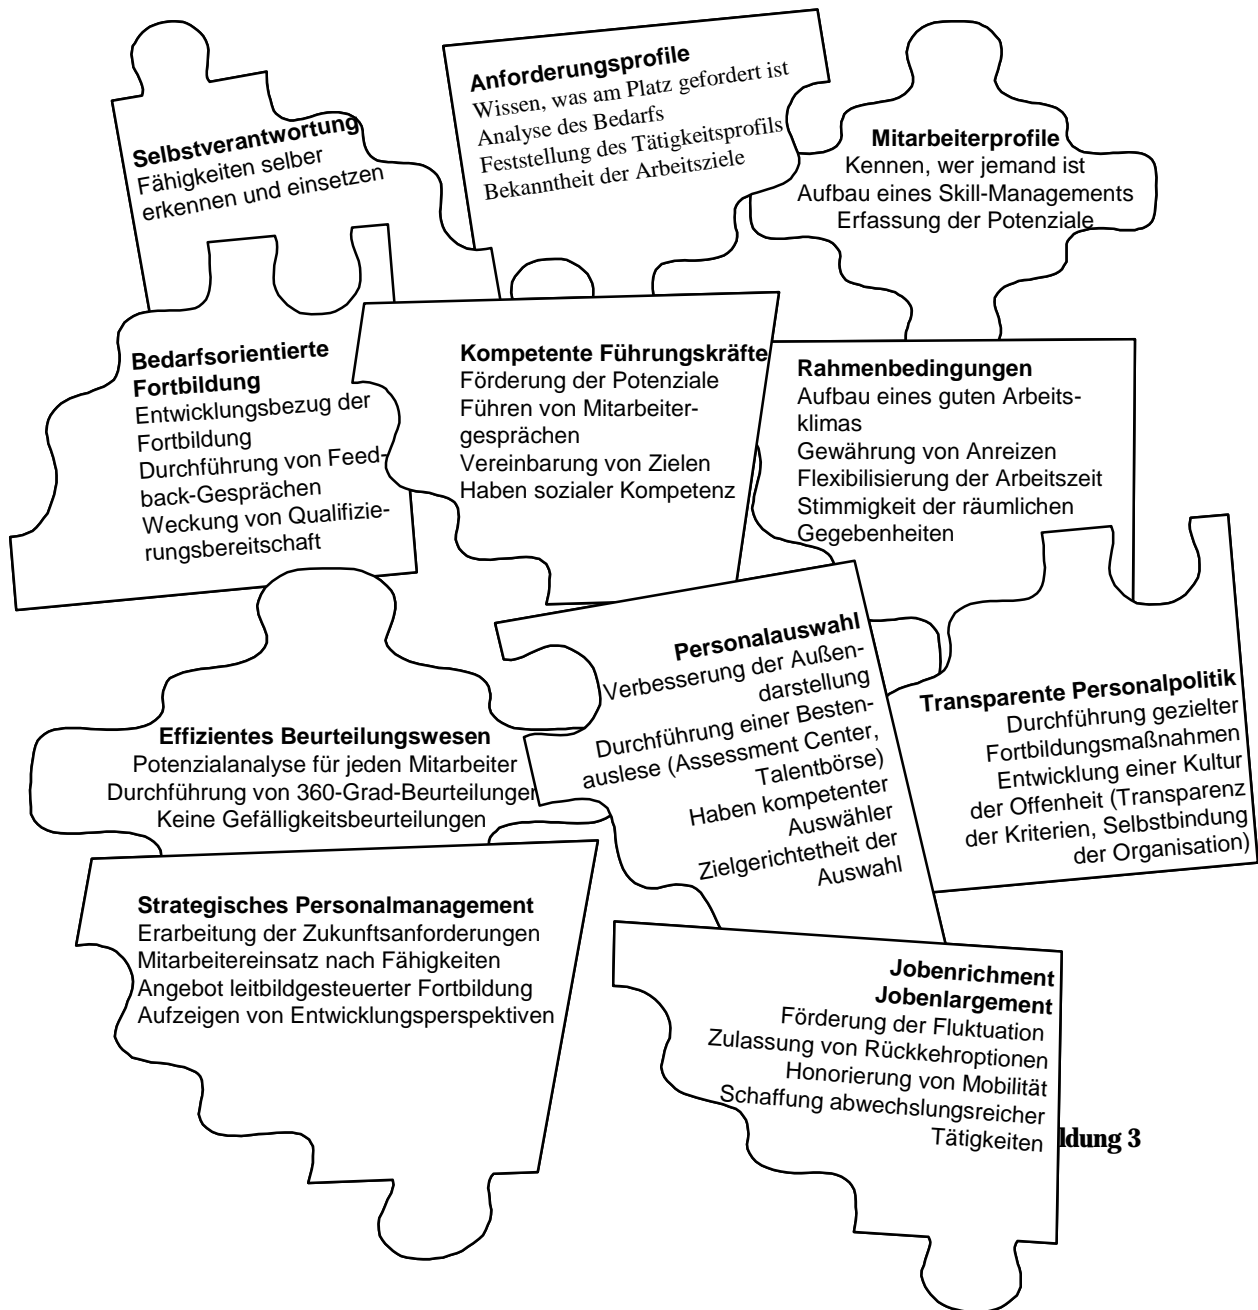 Selbstverantwortung
Fähigkeiten selber
erkennen und einsetzen
Anforderungsprofile
Wissen, was am Platz gefordert ist
Analyse des Bedarfs
Feststellung des Tätigkeitsprofils
Bekanntheit der Arbeitsziele
Mitarbeiterprofile
Kennen, wer jemand ist
Aufbau eines Skill-Managements
Erfassung der Potenziale
Bedarfsorientierte
Fortbildung
Entwicklungsbezug der
Fortbildung
Durchführung von Feed-
back-Gesprächen
Weckung von Qualifizie-
rungsbereitschaft
Kompetente Führungskräfte
Förderung der Potenziale
Führen von Mitarbeiter-
gesprächen
Vereinbarung von Zielen
Haben sozialer Kompetenz
Rahmenbedingungen
Aufbau eines guten Arbeits-
klimas
Gewährung von Anreizen
Flexibilisierung der Arbeitszeit
Stimmigkeit der räumlichen
Gegebenheiten
Effizientes Beurteilungswesen
Potenzialanalyse für jeden Mitarbeiter
Durchführung von 360-Grad-Beurteilungen
Keine Gefälligkeitsbeurteilungen
Personalauswahl
Verbesserung der Außen-
darstellung
Durchführung einer Besten-
auslese (Assessment Center,
Talentbörse)
Haben kompetenter
Auswähler
Zielgerichtetheit der
Auswahl
Transparente Personalpolitik
Durchführung gezielter
Fortbildungsmaßnahmen
Entwicklung einer Kultur
der Offenheit (Transparenz
der Kriterien, Selbstbindung
der Organisation)
Strategisches Personalmanagement
Erarbeitung der Zukunftsanforderungen
Mitarbeitereinsatz nach Fähigkeiten
Angebot leitbildgesteuerter Fortbildung
Aufzeigen von Entwicklungsperspektiven
Jobenrichment
Jobenlargement
Förderung der Fluktuation
Zulassung von Rückkehroptionen
Honorierung von Mobilität
Schaffung abwechslungsreicher
Tätigkeiten
ldung 3